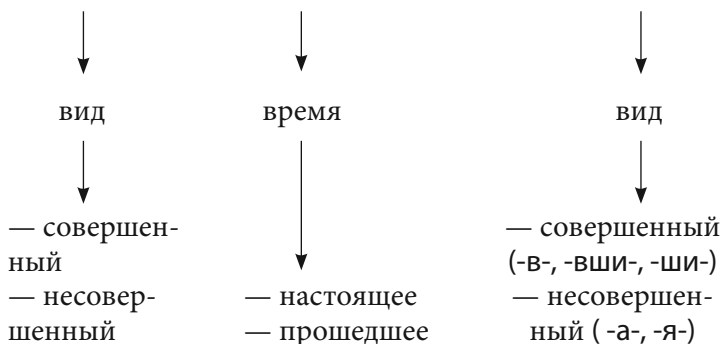 вид время вид
— совершен-
ный
— несовер-
шенный
— настоящее
— прошедшее
— совершенный
(-в-, -вши-, -ши-)
— несовершен-
ный ( -а-, -я-)